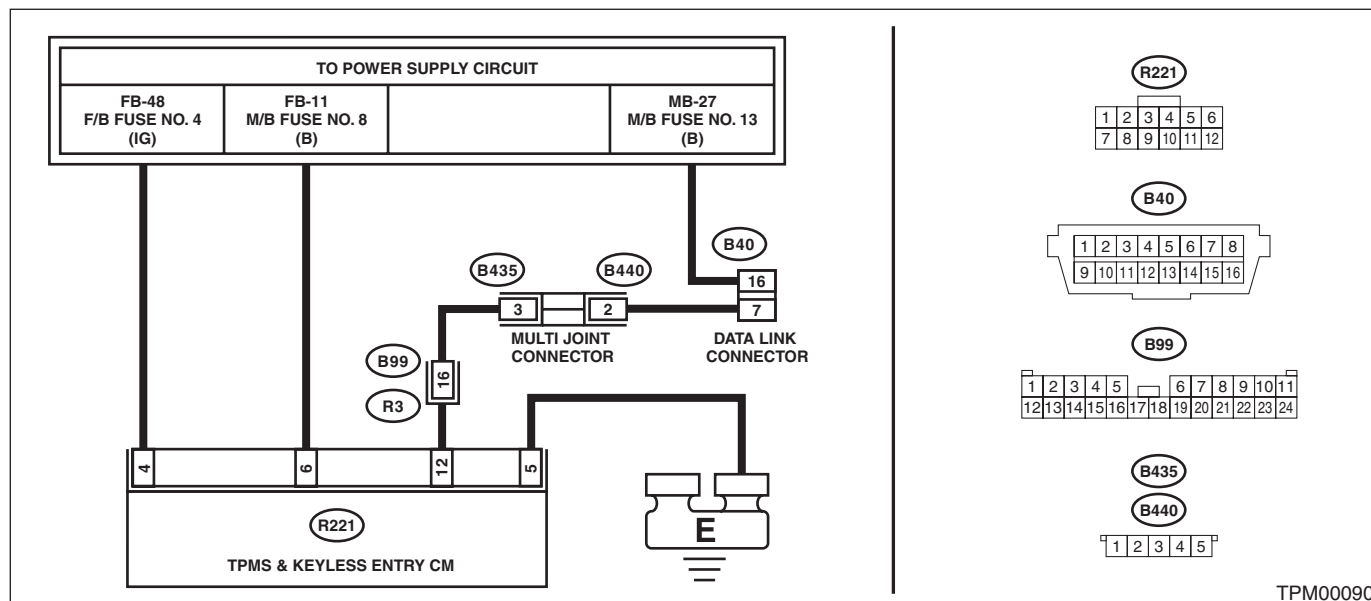 TO POWER SUPPLY CIRCUIT
FB-48
F/B FUSE NO. 4
(IG)
FB-11
M/B FUSE NO. 8
(B)
MB-27
M/B FUSE NO. 13
(B)
B40
B435
B440
16
3
2
7
MULTI JOINT
CONNECTOR
DATA LINK
CONNECTOR
B99
16
R3
4
6
12
5
R221
TPMS & KEYLESS ENTRY CM
E
R221
1 2 3 4 5 6
7 8 9 10 11 12
B40
1 2 3 4 5 6 7 8
9 10 11 12 13 14 15 16
B99
1 2 3 4 5 6 7 8 9 10 11
12 13 14 15 16 17 18 19 20 21 22 23 24
B435
B440
1 2 3 4 5
TPM00090